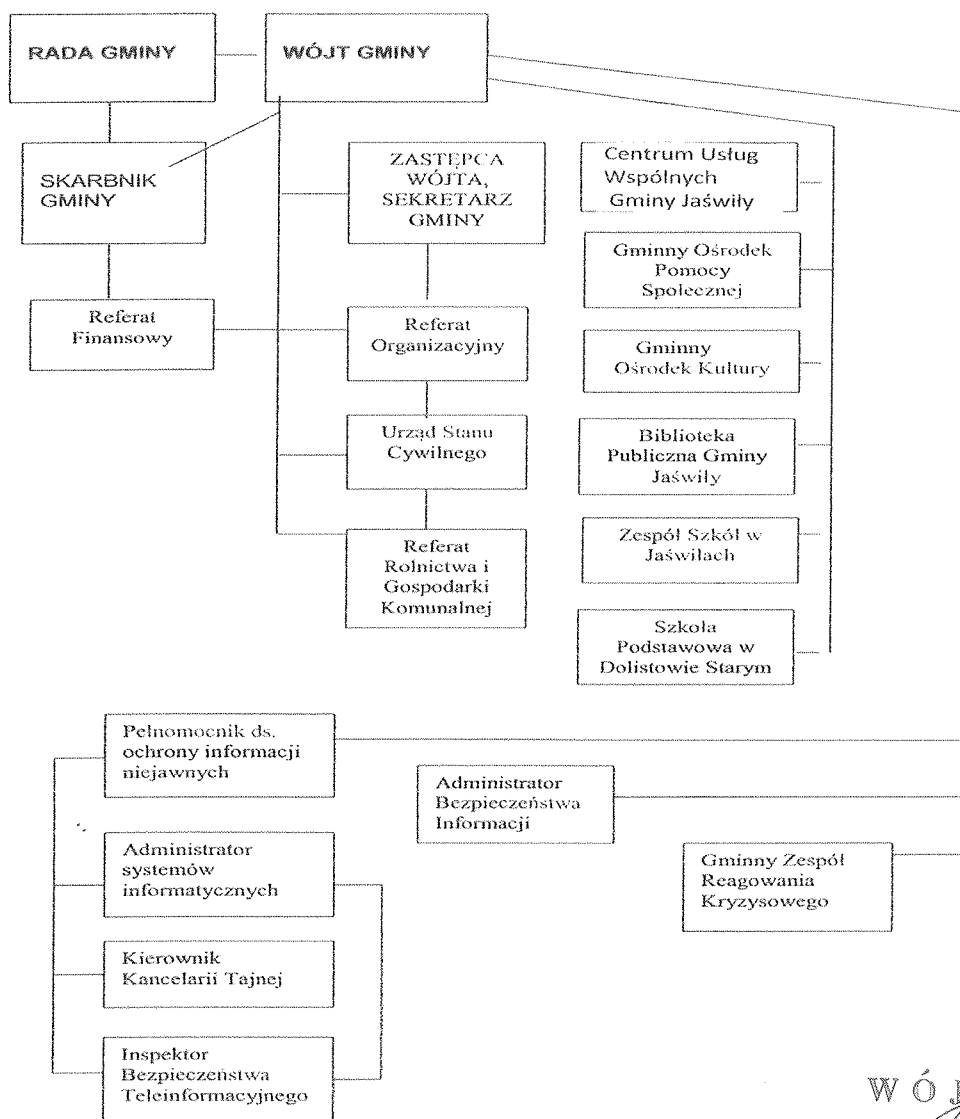 RADA GMINY
WÓJT GMINY
SKARBNIK
GMINY
ZASTĘPCA
WÓJTA,
SEKRETARZ
GMINY
Centrum Usług
Wspólnych
Gminy Jaświły
Gminny Ośrodek
Pomocy
Społecznej
Referat
Finansowy
Referat
Organizacyjny
Gminny
Ośrodek Kultury
Urząd Stanu
Cywilnego
Biblioteka
Publiczna Gminy
Jaświły
Referat
Rolnictwa i
Gospodarki
Komunalnej
Zespół Szkół w
Jaświłach
Szkoła
Podstawowa w
Dolistowie Starym
Pełnomocnik ds.
ochrony informacji
niejawnych
Administrator
Bezpieczeństwa
Informacji
Administrator
systemów
informatycznych
Gminny Zespół
Reagowania
Kryzysowego
Kierownik
Kancelarii Tajnej
Inspektor
Bezpieczeństwa
Teleinformacyjnego
WÓJ